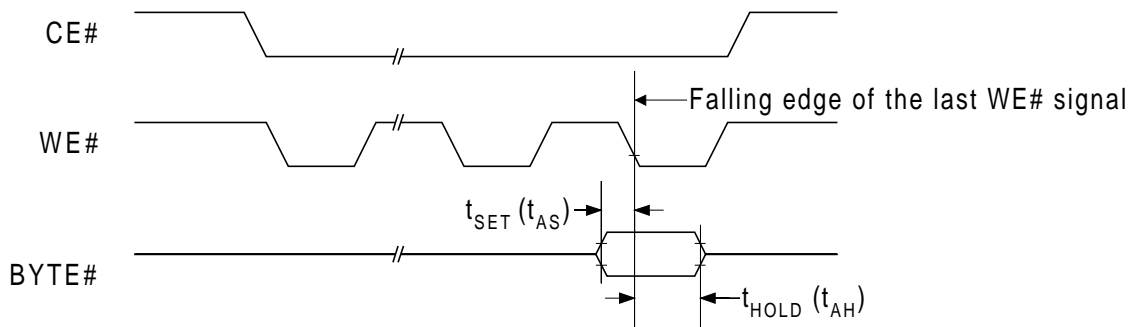 CE#
Falling edge of the last WE# signal
WE#
tSET (tAS)
BYTE#
tHOLD (tAH)